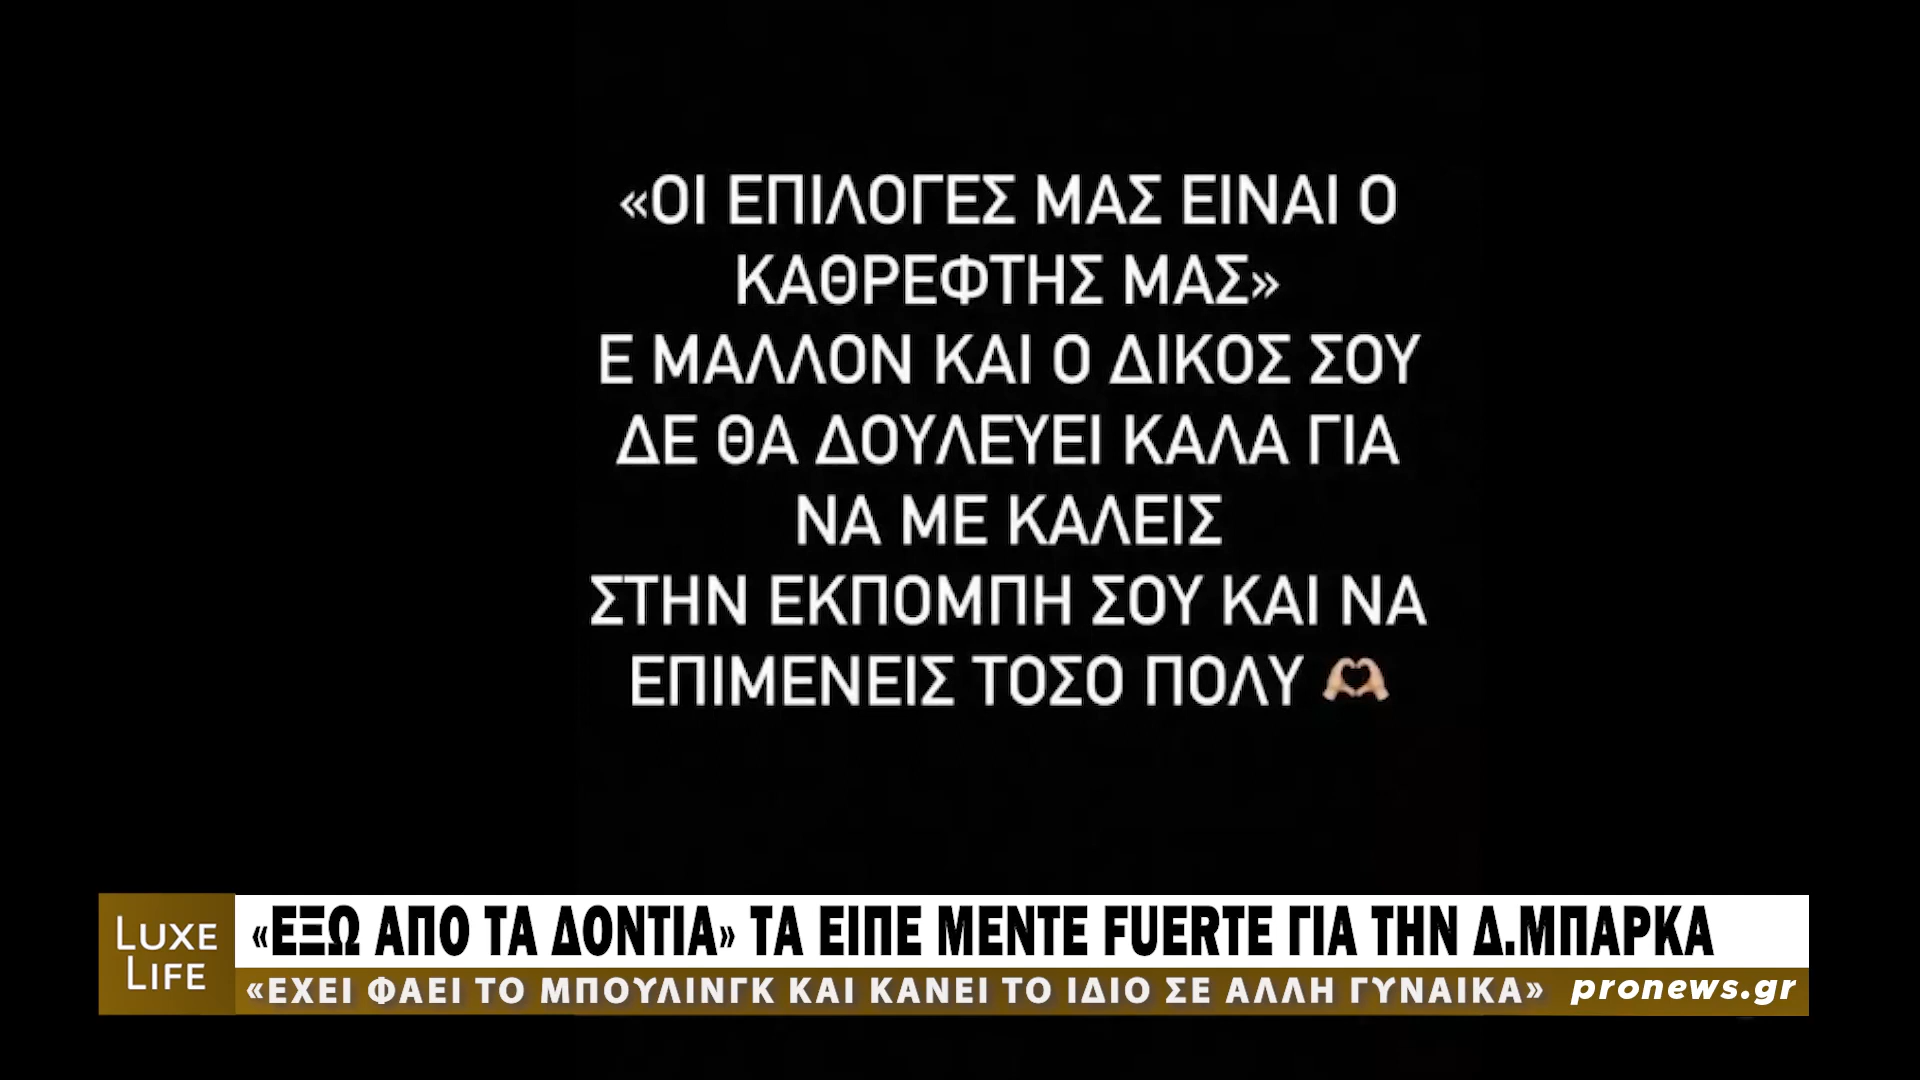 «ΟΙ ΕΠΙΛΟΓΕΣ ΜΑΣ ΕΙΝΑΙ Ο
ΚΑΘΡΕΦΤΗΣ ΜΑΣ»
Ε ΜΑΛΛΟΝ ΚΑΙ Ο ΔΙΚΟΣ ΣΟΥ
ΔΕ ΘΑ ΔΟΥΛΕΥΕΙ ΚΑΛΑ ΓΙΑ
ΝΑ ΜΕ ΚΑΛΕΙΣ
ΣΤΗΝ ΕΚΠΟΜΠΗ ΣΟΥ ΚΑΙ ΝΑ
ΕΠΙΜΕΝΕΙΣ ΤΟΣΟ ΠΟΛΥ 🫶🏼
LUXE
LIFE
«ΕΞΩ ΑΠΟ ΤΑ ΔΟΝΤΙΑ» ΤΑ ΕΙΠΕ MENTE FUERTE ΓΙΑ ΤΗΝ Δ.ΜΠΑΡΚΑ
«ΕΧΕΙ ΦΑΕΙ ΤΟ ΜΠΟΥΛΙΝΓΚ ΚΑΙ ΚΑΝΕΙ ΤΟ ΙΔΙΟ ΣΕ ΑΛΛΗ ΓΥΝΑΙΚΑ» pronews.gr